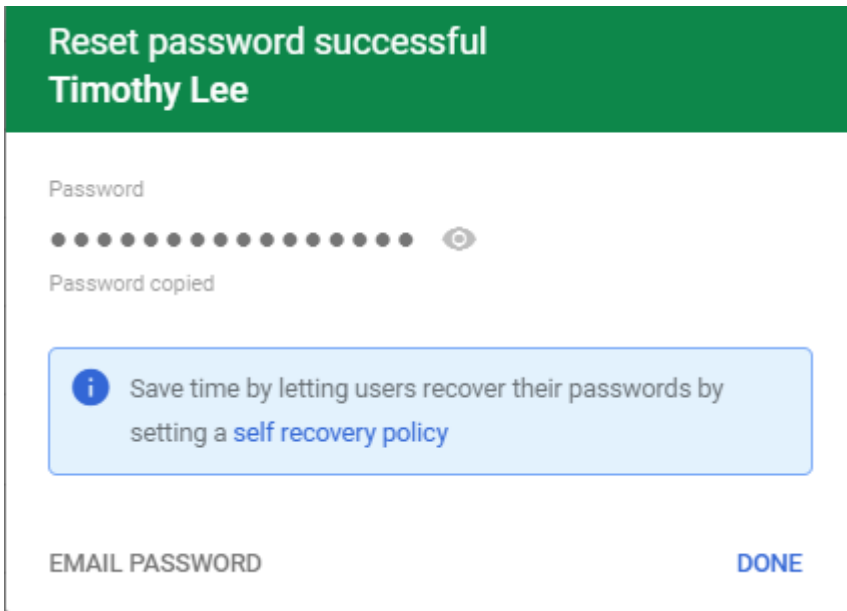 Reset password successful
Timothy Lee
Password
••••••••••••••••
Password copied
Save time by letting users recover their passwords by
setting a self recovery policy
EMAIL PASSWORD
DONE